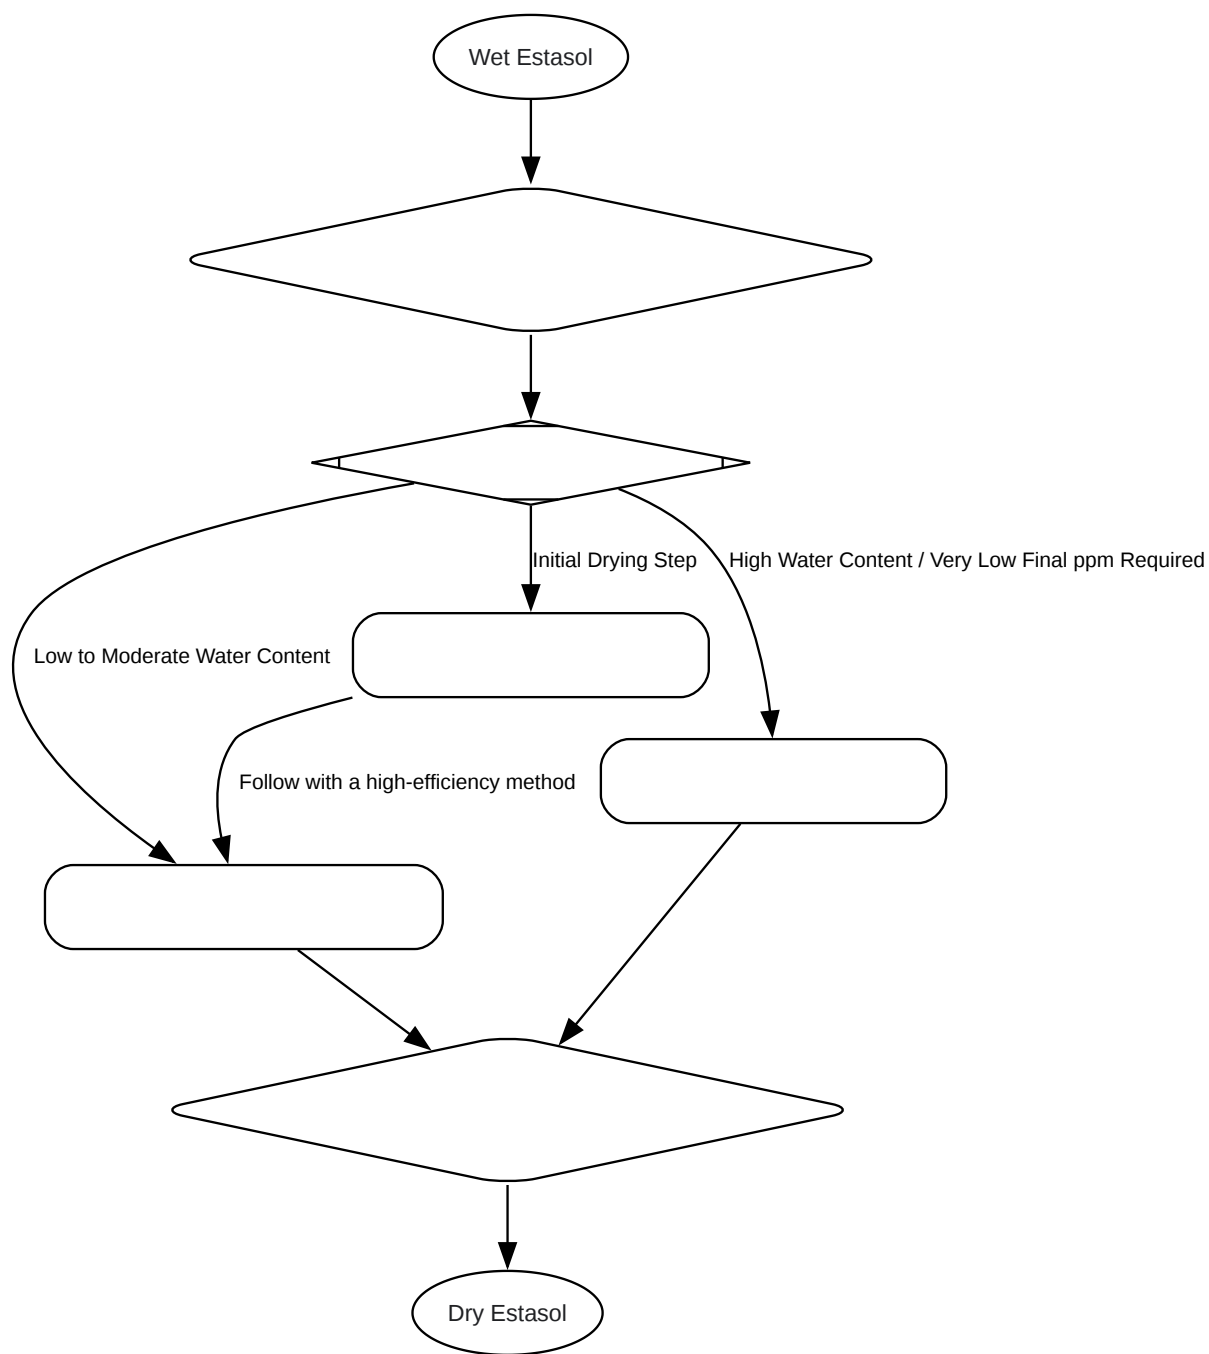 Wet Estasol
Initial Drying Step
High Water Content / Very Low Final ppm Required
Low to Moderate Water Content
Follow with a high-efficiency method
Dry Estasol